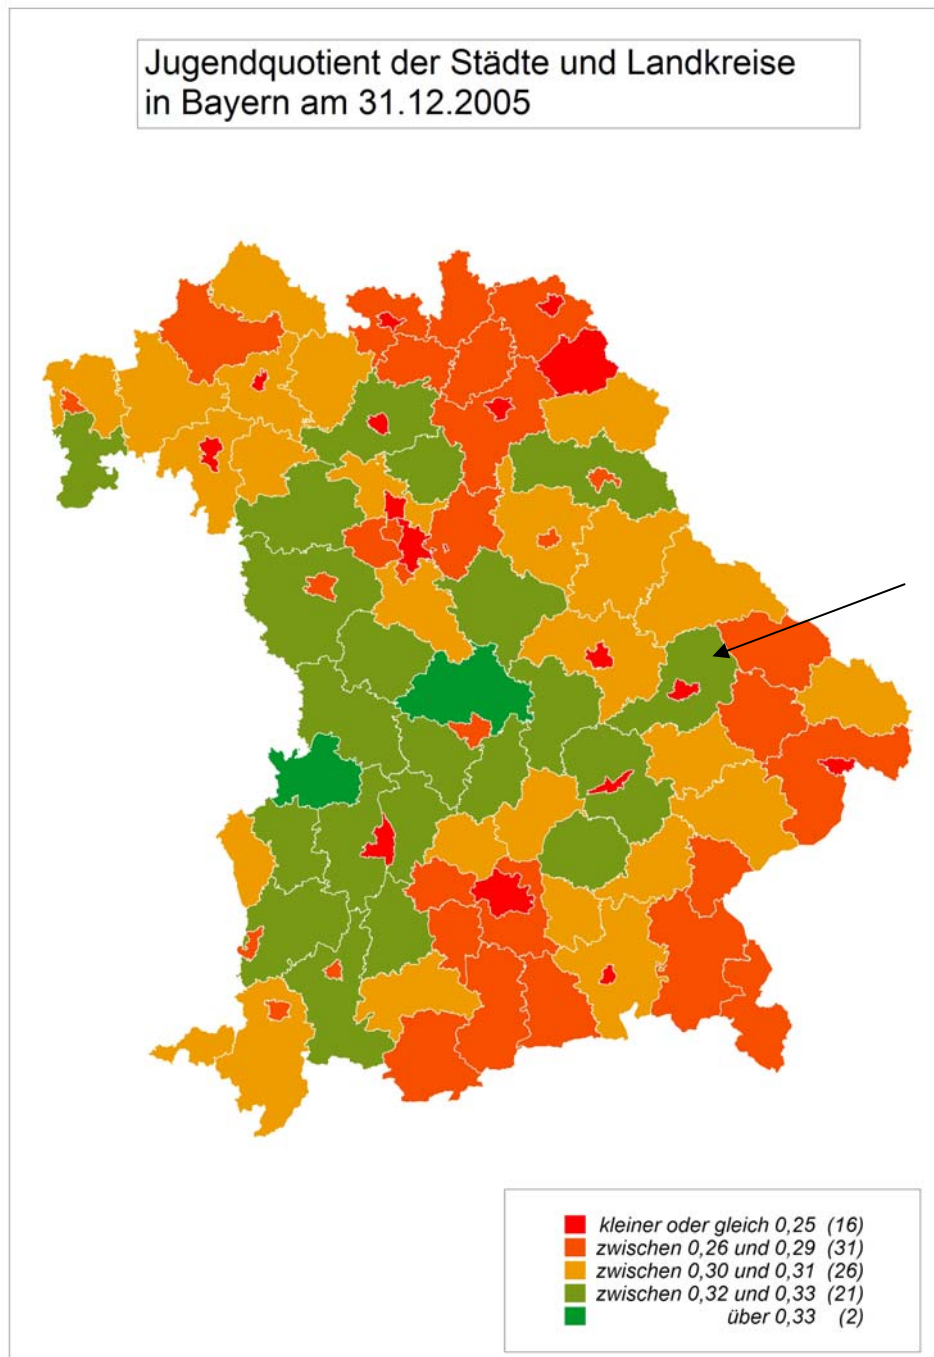 Jugendquotient der Städte und Landkreise
in Bayern am 31.12.2005
kleiner oder gleich 0,25 (16)
zwischen 0,26 und 0,29 (31)
zwischen 0,30 und 0,31 (26)
zwischen 0,32 und 0,33 (21)
über 0,33 (2)